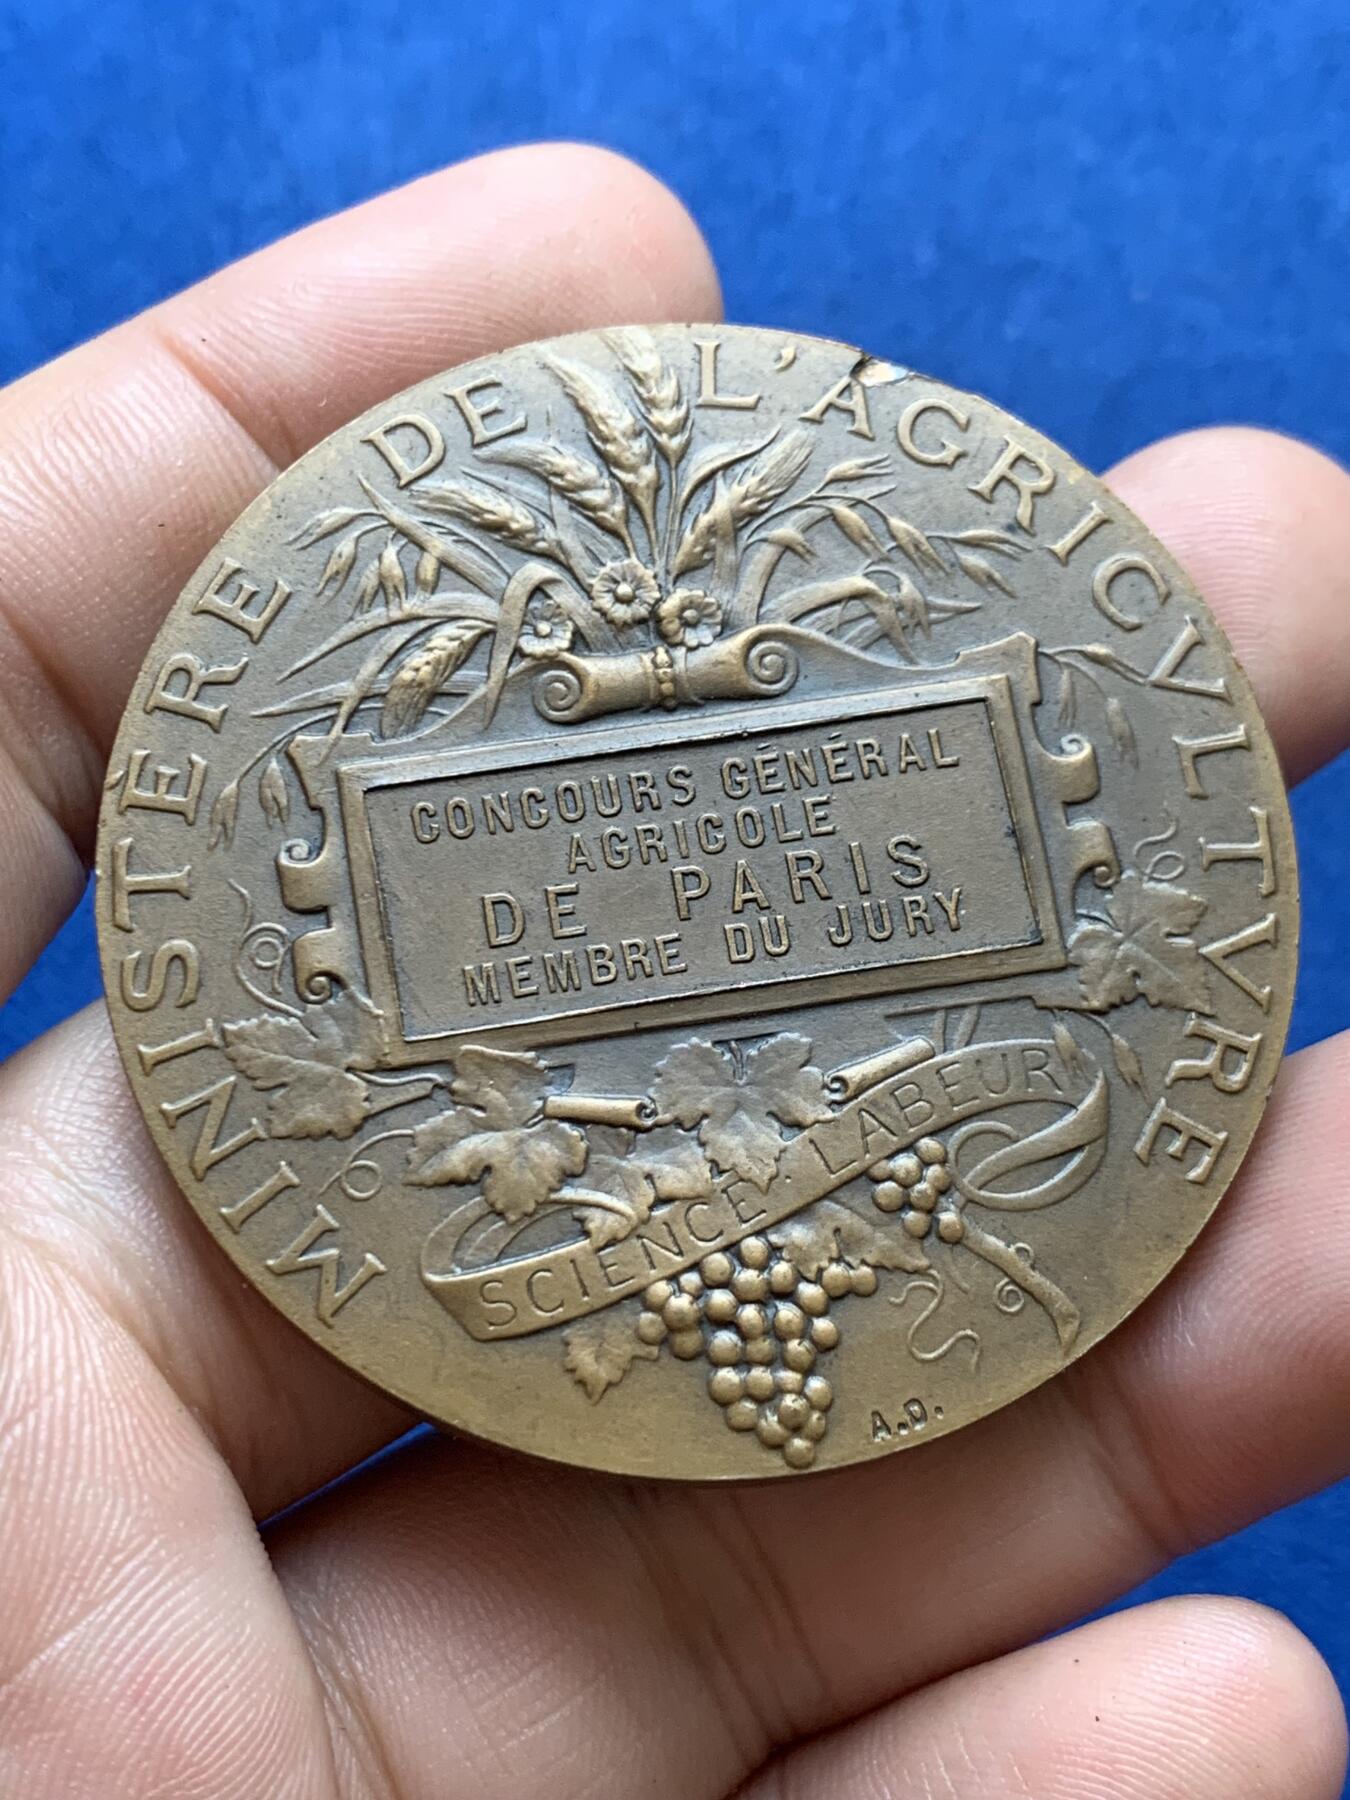 MINISTÈRE DE L'AGRICVLTVRE
CONCOURS GÉNÉRAL
AGRICOLE
DE PARIS
MEMBRE DU JURY
SCIENCE . LABEUR
A.D.